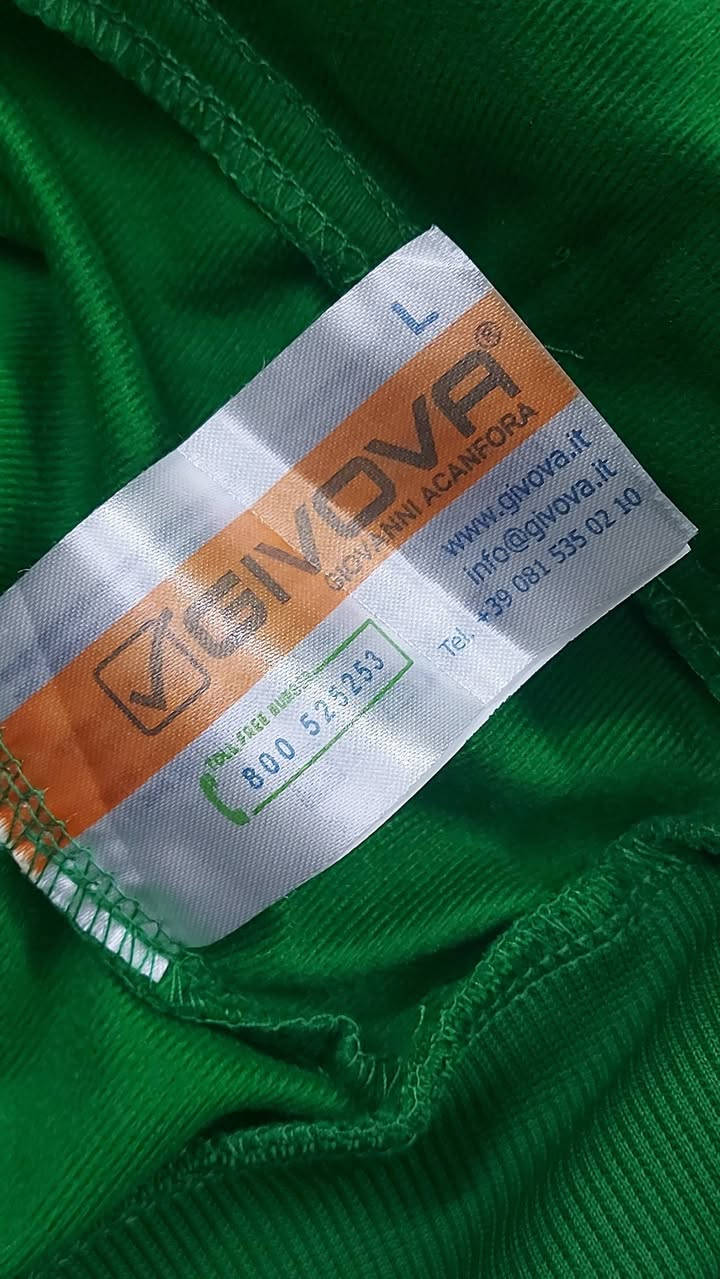 L
GIVOVA®
GIOVANNI ACANFORA
www.givova.it
info@givova.it
Tel. +39 081 535 02 10
TOLL FREE NUMBER
800 525253